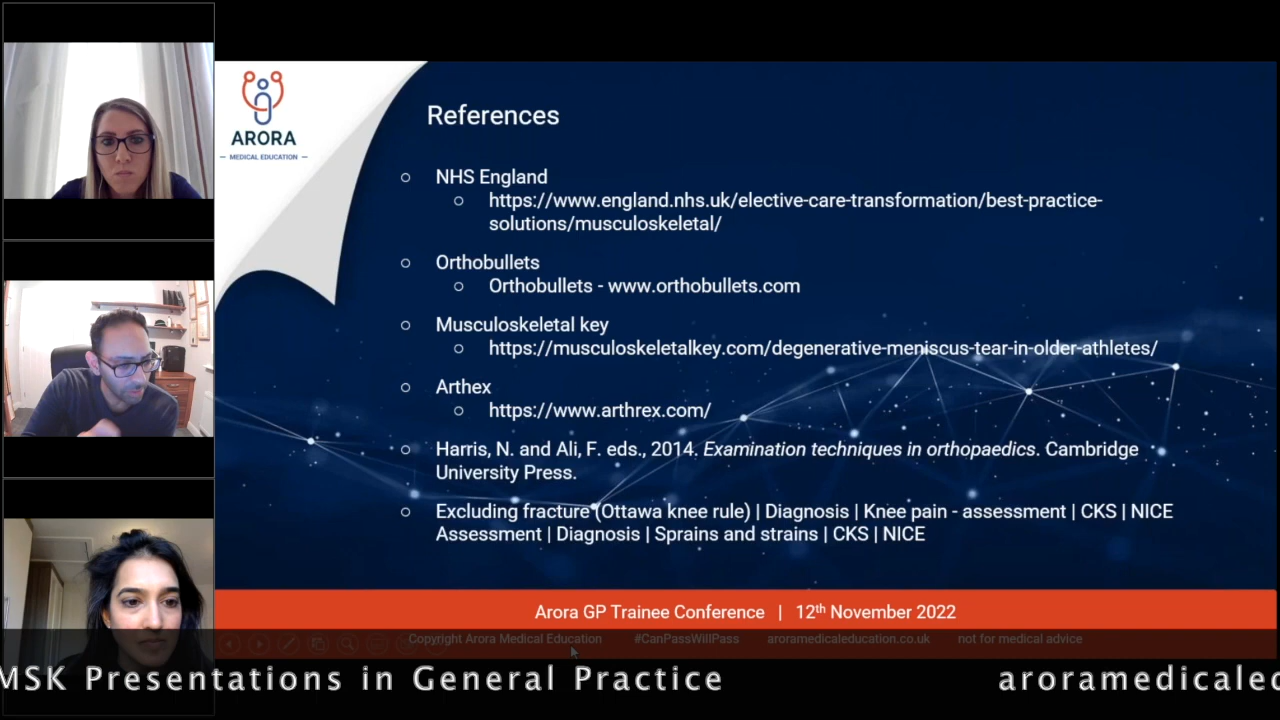 ARORA
MEDICAL EDUCATION
References
NHS England
https://www.england.nhs.uk/elective-care-transformation/best-practice-
solutions/musculoskeletal/
Orthobullets
Orthobullets - www.orthobullets.com
Musculoskeletal key
https://musculoskeletalkey.com/degenerative-meniscus-tear-in-older-athletes/
Arthex
https://www.arthrex.com/
Harris, N. and Ali, F. eds., 2014. Examination techniques in orthopaedics. Cambridge
University Press.
Excluding fracture (Ottawa knee rule) | Diagnosis | Knee pain - assessment | CKS | NICE
Assessment | Diagnosis | Sprains and strains | CKS | NICE
Arora GP Trainee Conference | 12th November 2022
Copyright Arora Medical Education #CanPassWillPass aroramedicaleducation.co.uk not for medical advice
MSK Presentations in General Practice aroramedicaled